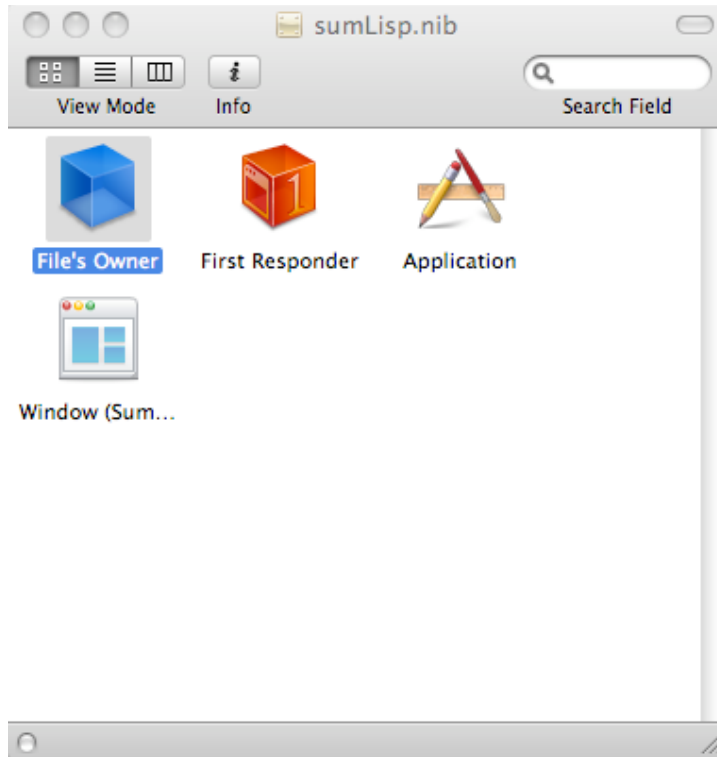 sumLisp.nib
View Mode Info Search Field
File's Owner First Responder Application
Window (Sum...